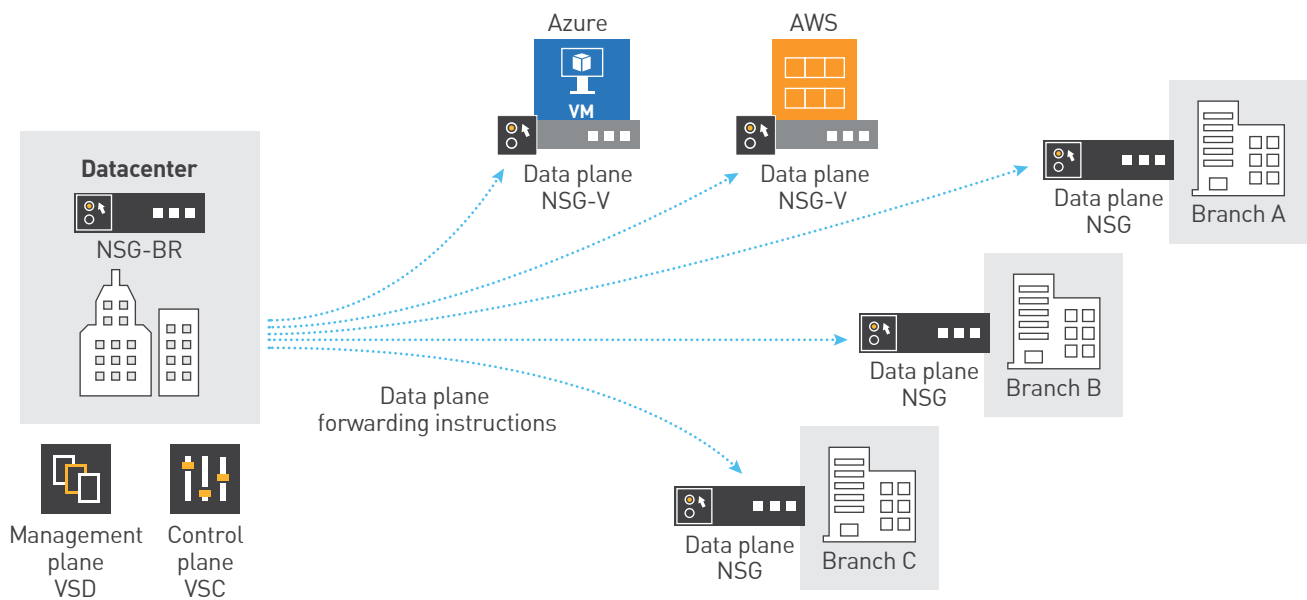 Azure
AWS
VM
Data plane
NSG-V
Data plane
NSG-V
Datacenter
NSG-BR
Data plane
NSG
Branch A
Data plane
NSG
Branch B
Data plane
forwarding instructions
Data plane
NSG
Branch C
Management
plane
VSD
Control
plane
VSC